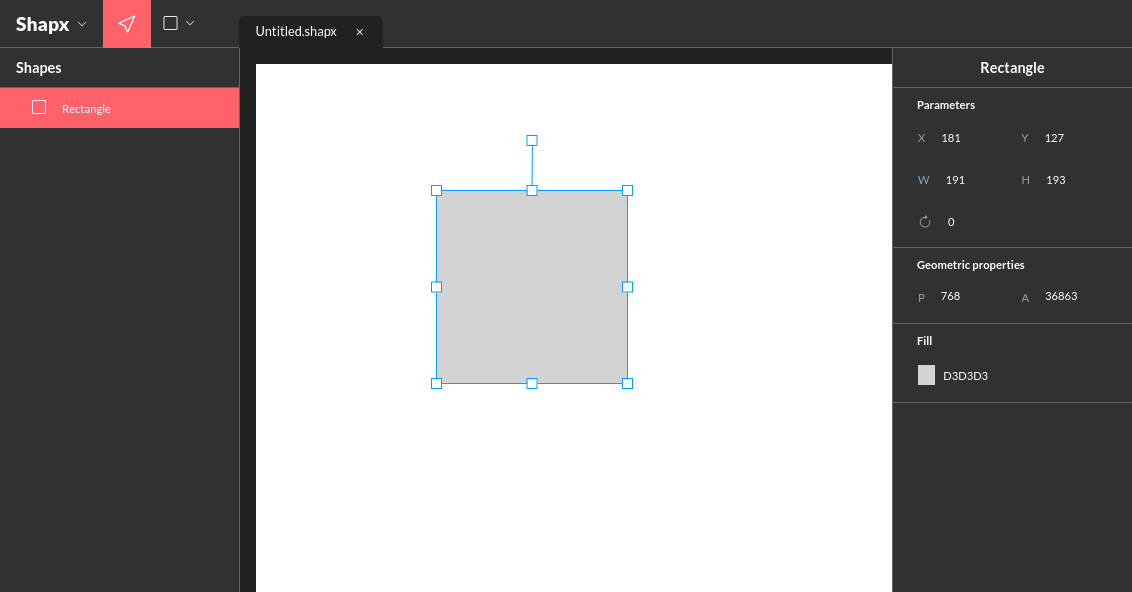 Shapx
Untitled.shapx ×
Shapes
Rectangle
Rectangle
Parameters
X 181 Y 127
W 191 H 193
0
Geometric properties
P 768 A 36863
Fill
D3D3D3